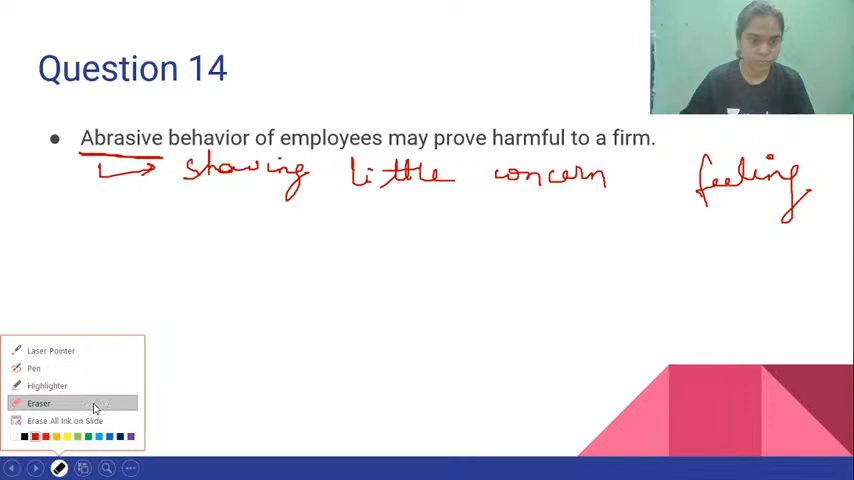 Question 14
● Abrasive behavior of employees may prove harmful to a firm.
showing little concern feeling
Laser Pointer
Pen
Highlighter
Eraser
Erase All Ink on Slide